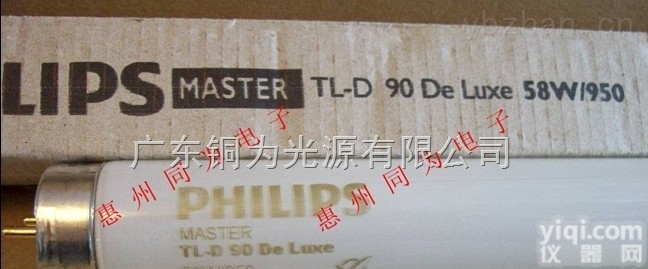 ybzhan.cn
LIPS MASTER TL-D 90 De Luxe 58W/950
广东铜为光源有限公司
惠州同为电子
惠州同为电子
PHILIPS
MASTER
TL-D 90 De Luxe
yiqi.com
仪器网